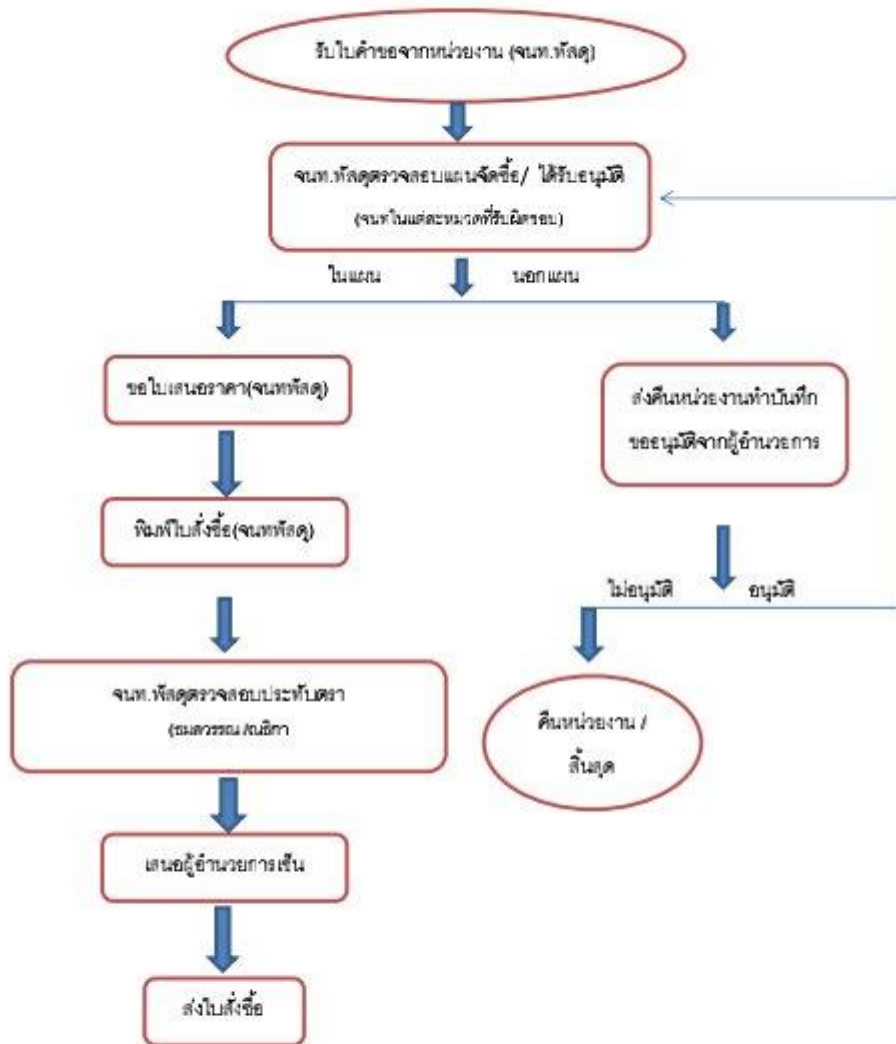 รับใบคำขอจากหน่วยงาน (จนท.พัสดุ)
จนท.พัสดุตรวจสอบแผนจัดซื้อ/ ได้รับอนุมัติ
(จนทในแต่ละหมวดที่รับผิดชอบ)
ในแผน นอกแผน
ขอใบเสนอราคา(จนทพัสดุ)
ส่งคืนหน่วยงานทำบันทึก
ขออนุมัติจากผู้อำนวยการ
พิมพ์ใบสั่งซื้อ(จนทพัสดุ)
ไม่อนุมัติ อนุมัติ
จนท.พัสดุตรวจสอบประทับตรา
คืนหน่วยงาน /
สิ้นสุด
เสนอผู้อำนวยการเซ็น
ส่งใบสั่งซื้อ